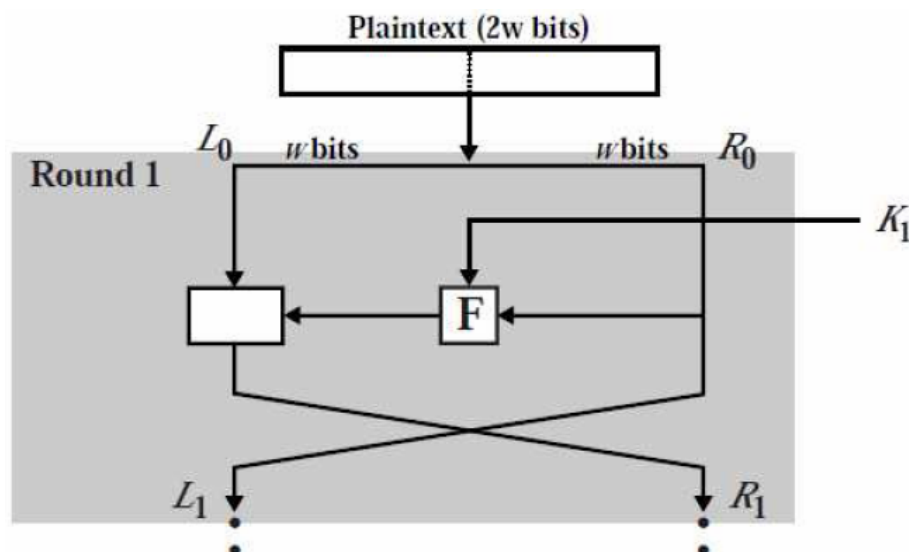 Plaintext (2w bits)
L0 w bits w bits R0
Round 1
K1
F
L1 R1